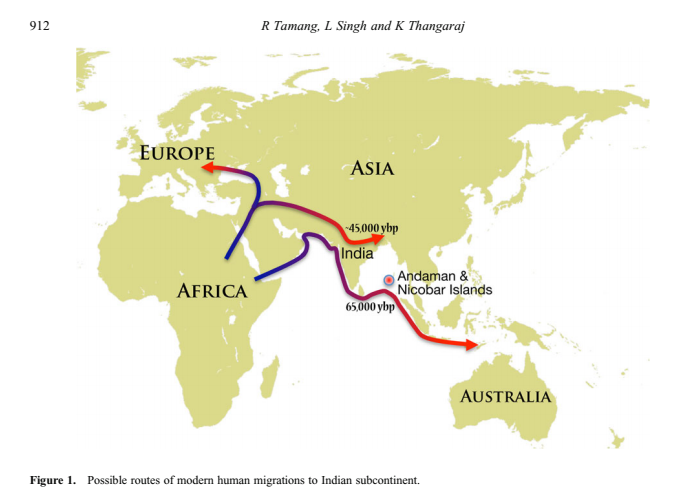 912
R Tamang, L Singh and K Thangaraj
EUROPE
ASIA
~45,000 ybp
India
Andaman &
Nicobar Islands
AFRICA
65,000 ybp
AUSTRALIA
Figure 1. Possible routes of modern human migrations to Indian subcontinent.